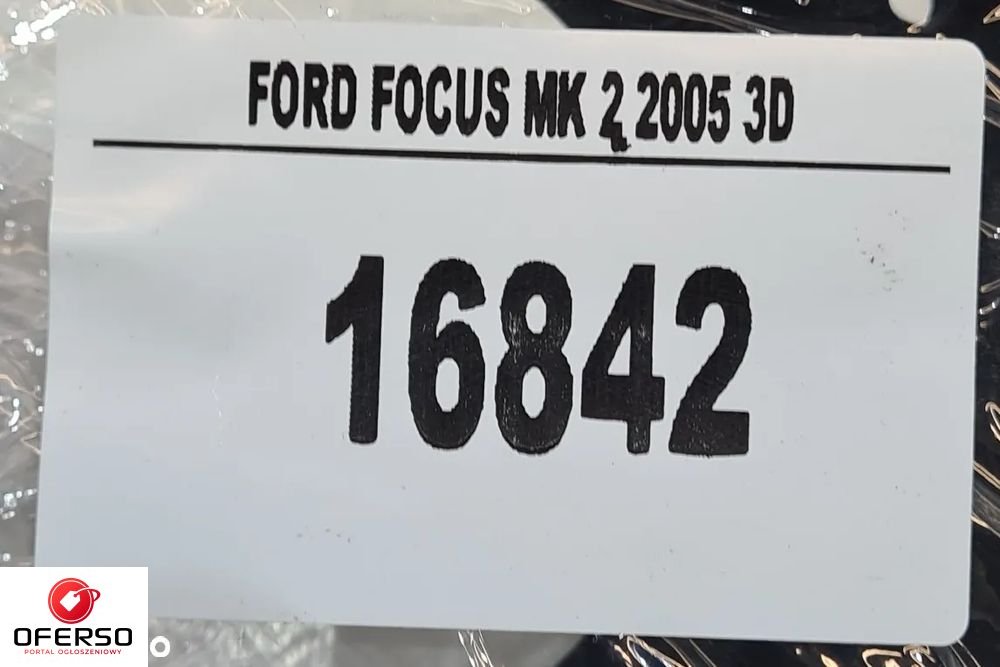 FORD FOCUS MK 2 2005 3D
16842
OFERSO
PORTAL OGŁOSZENIOWY